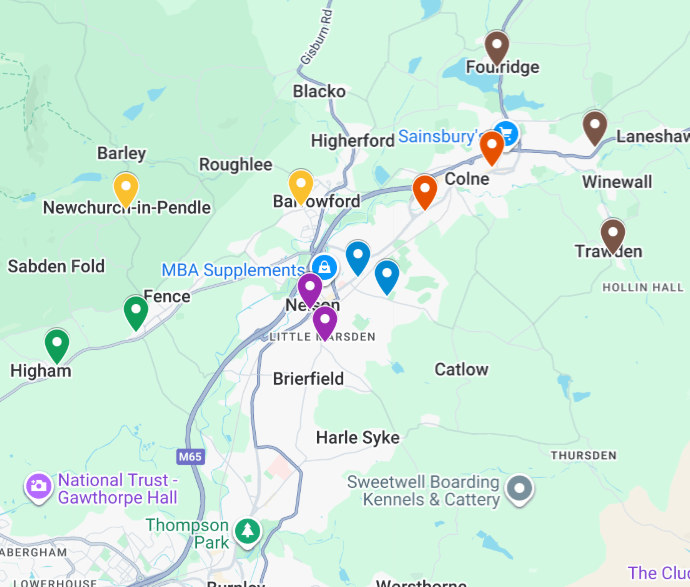 Gisburn Rd
Foulridge
Blacko
Higherford
Sainsbury's
Laneshaw
Barley
Roughlee
Colne
Winewall
Barrowford
Newchurch-in-Pendle
Trawden
Sabden Fold
MBA Supplements
HOLLIN HALL
Fence
Nelson
LITTLE MARSDEN
Higham
Brierfield
Catlow
Harle Syke
M65
THURSDEN
National Trust -
Gawthorpe Hall
Sweetwell Boarding
Kennels & Cattery
Thompson
Park
ABERGHAM
The Cluc
LOWERHOUSE
Burnley
Worsthorne